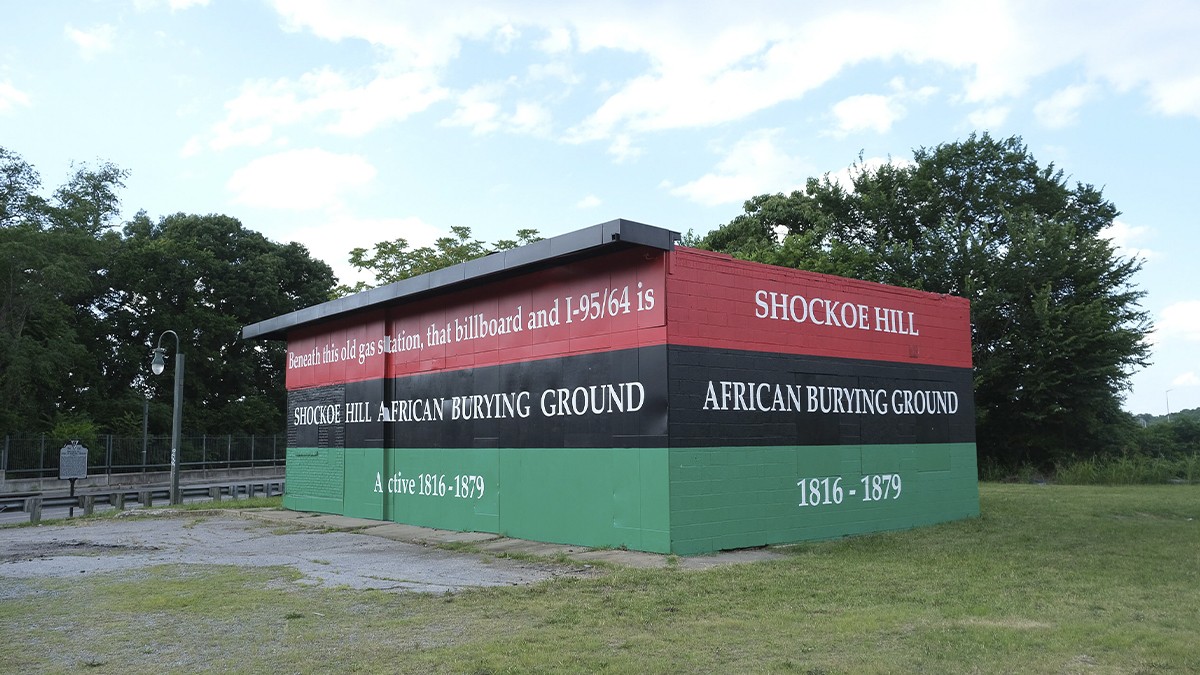 Beneath this old gas station, that billboard and I-95/64 is
SHOCKOE HILL AFRICAN BURYING GROUND
Active 1816-1879
SHOCKOE HILL
AFRICAN BURYING GROUND
1816 - 1879